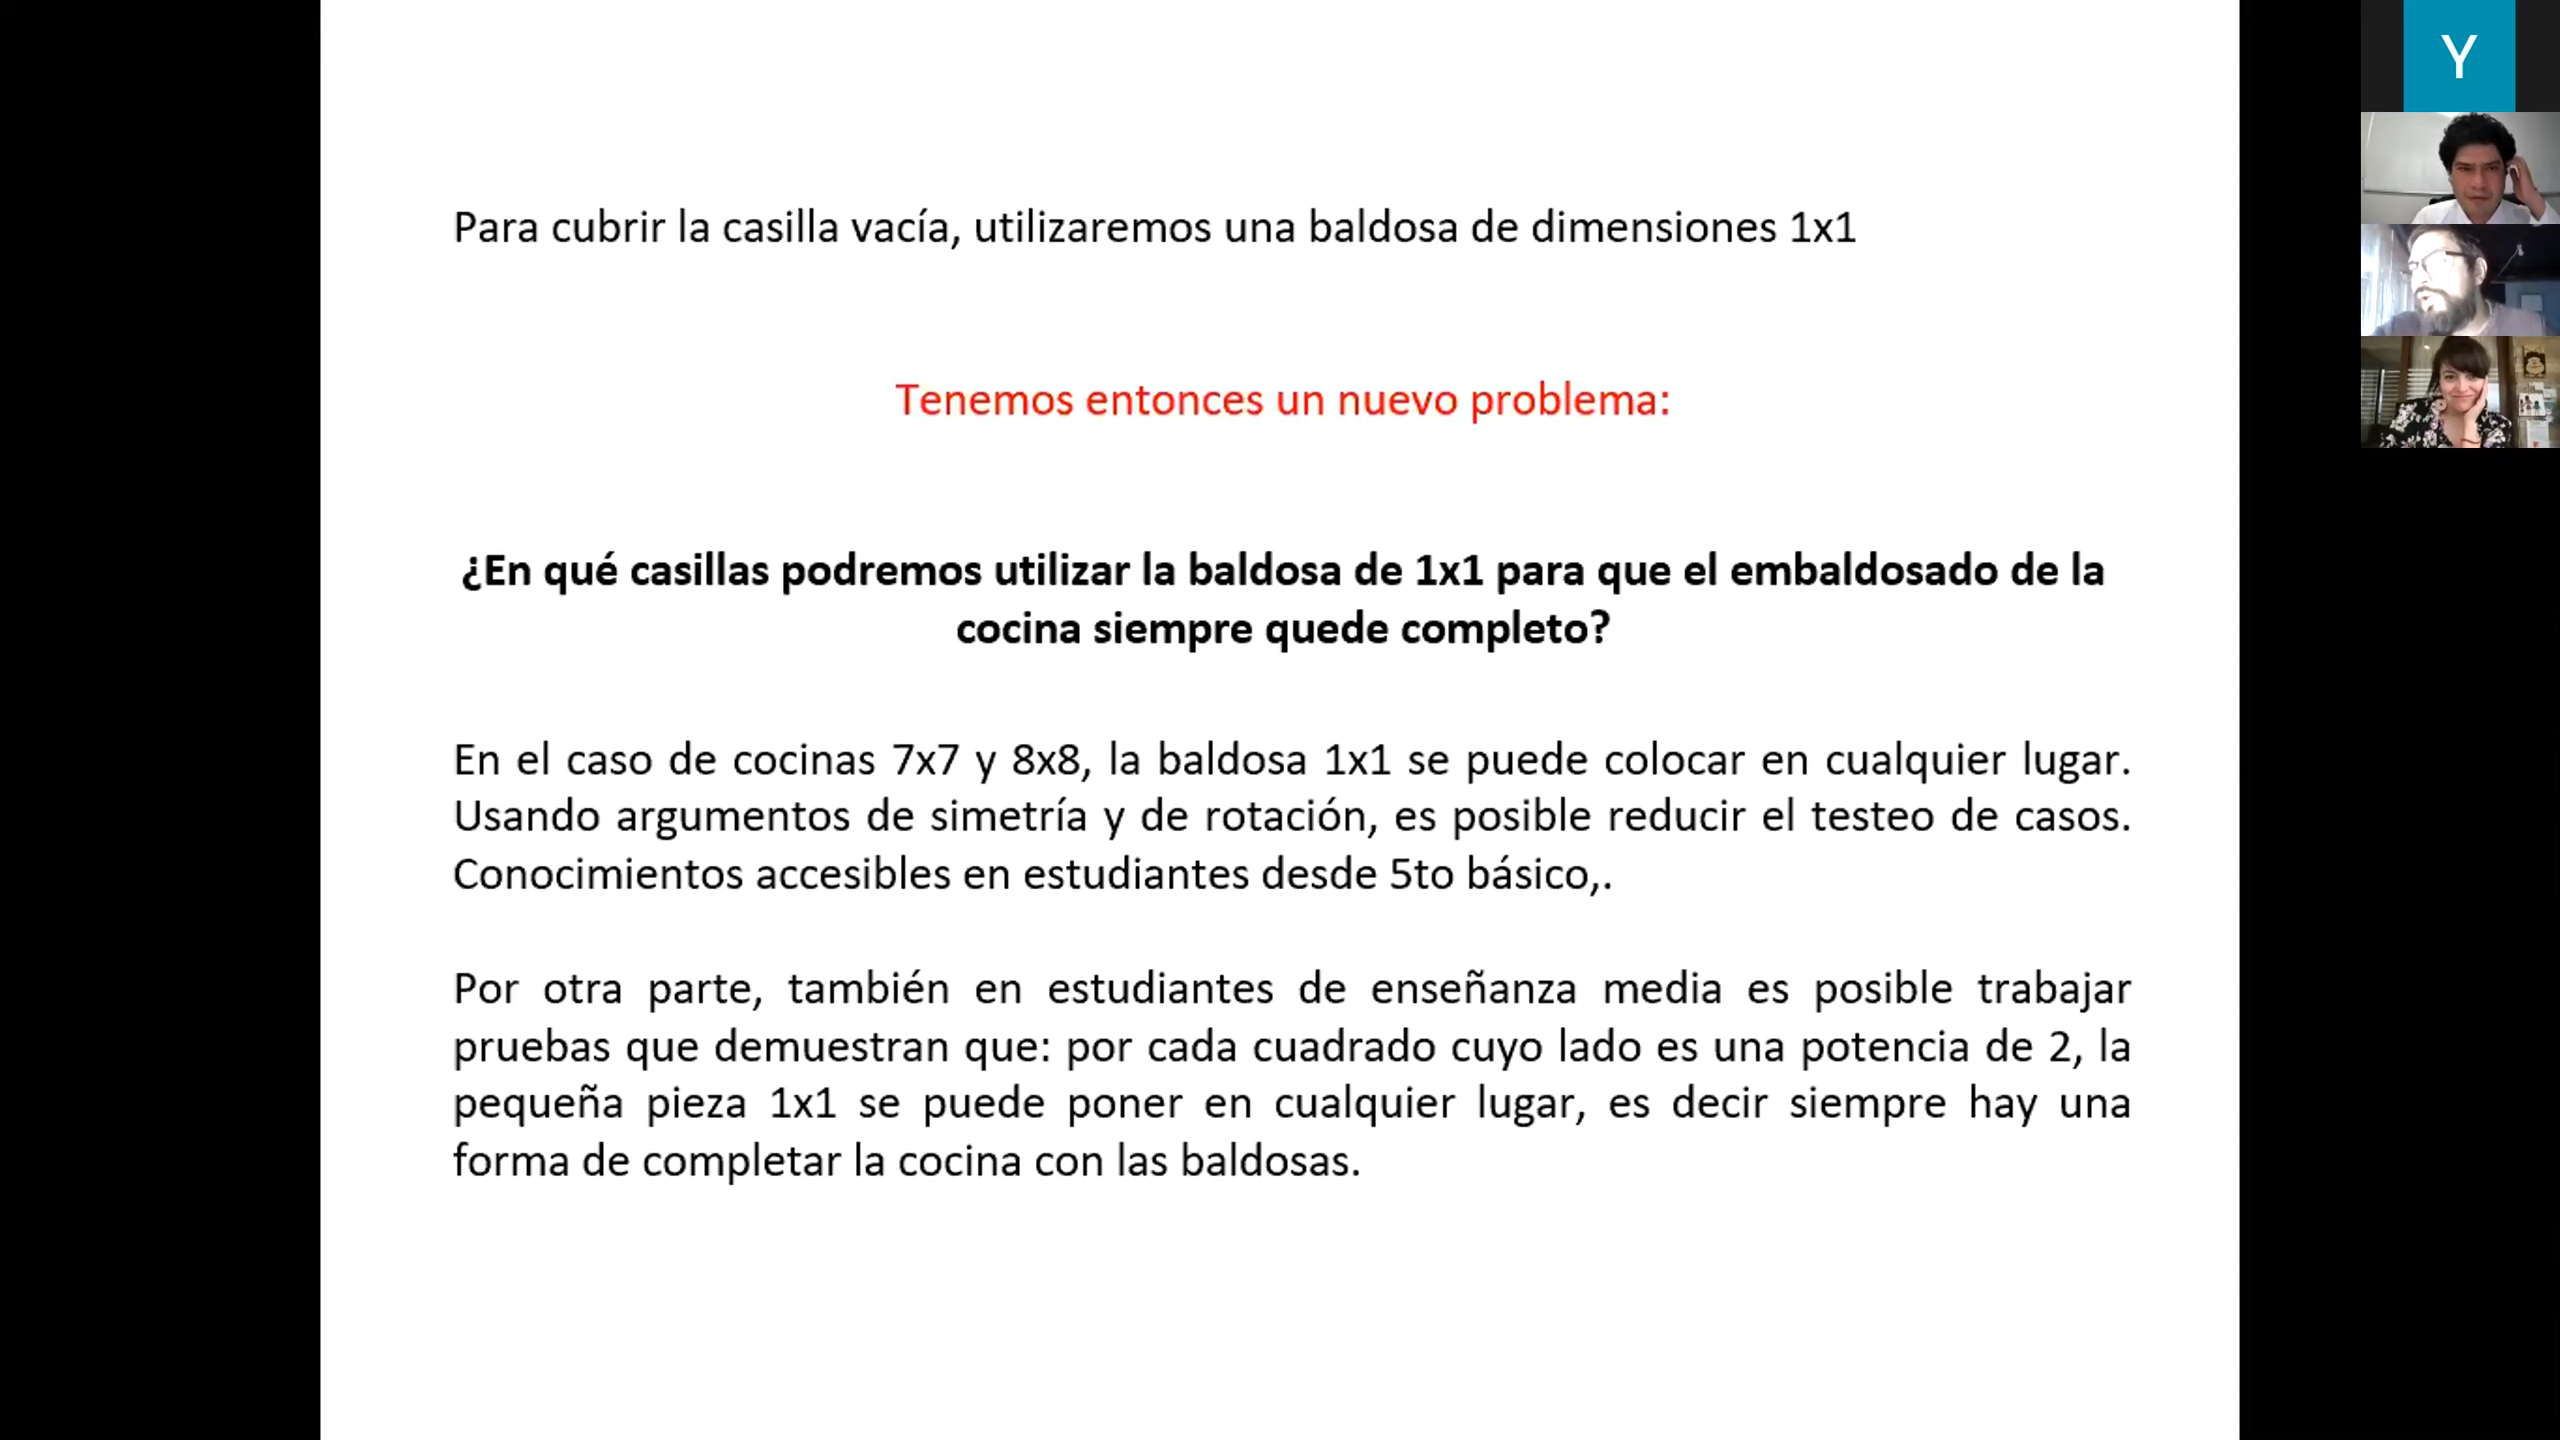 Para cubrir la casilla vacía, utilizaremos una baldosa de dimensiones 1x1
Tenemos entonces un nuevo problema:
¿En qué casillas podremos utilizar la baldosa de 1x1 para que el embaldosado de la
cocina siempre quede completo?
En el caso de cocinas 7x7 y 8x8, la baldosa 1x1 se puede colocar en cualquier lugar.
Usando argumentos de simetría y de rotación, es posible reducir el testeo de casos.
Conocimientos accesibles en estudiantes desde 5to básico,.
Por otra parte, también en estudiantes de enseñanza media es posible trabajar
pruebas que demuestran que: por cada cuadrado cuyo lado es una potencia de 2, la
pequeña pieza 1x1 se puede poner en cualquier lugar, es decir siempre hay una
forma de completar la cocina con las baldosas.
Y